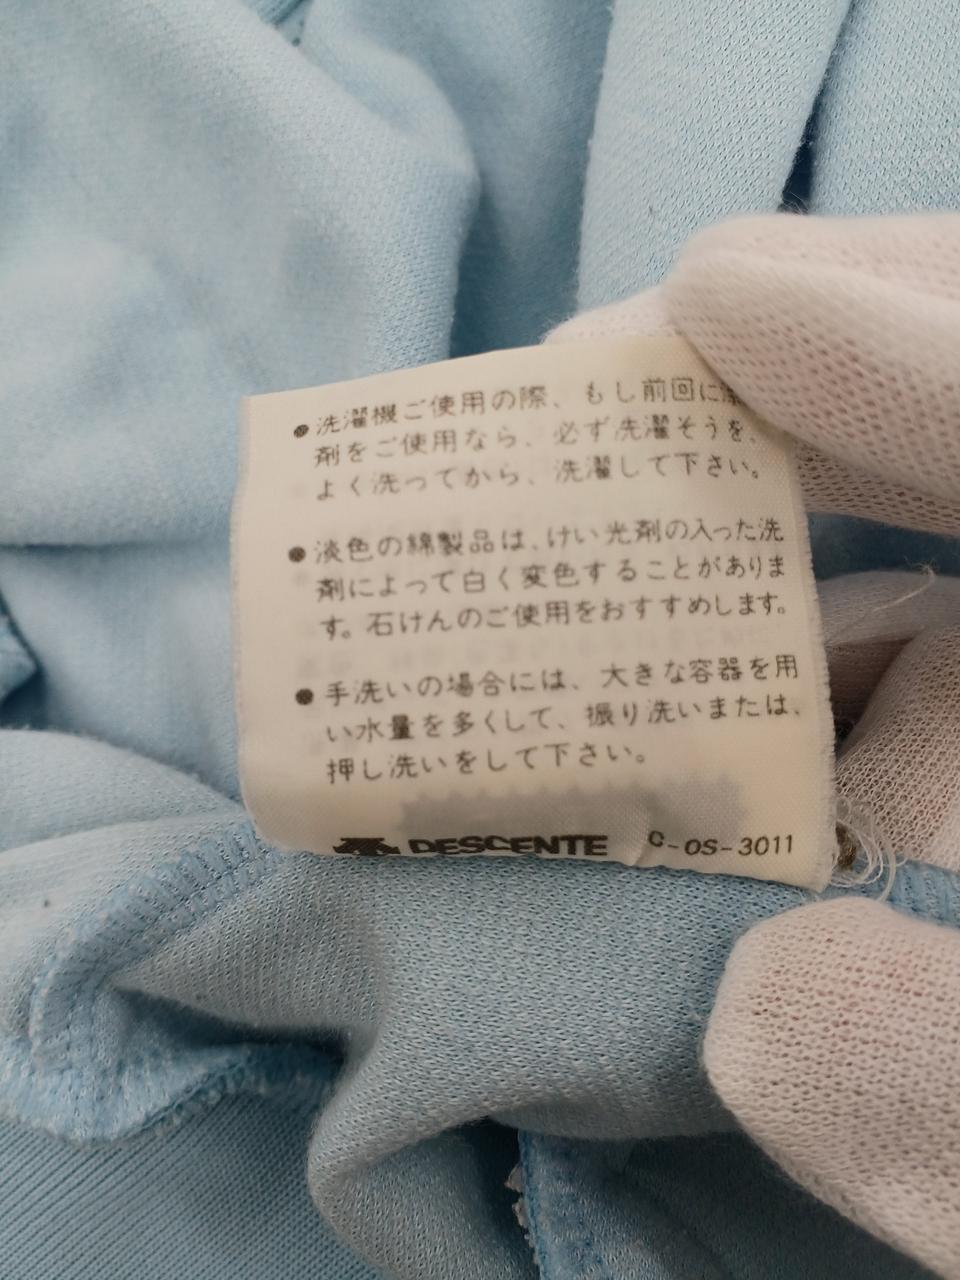 ●洗濯機ご使用の際、もし前回に漂
剤をご使用なら、必ず洗濯そうを、
よく洗ってから、洗濯して下さい。
●淡色の綿製品は、けい光剤の入った洗
剤によって白く変色することがありま
す。石けんのご使用をおすすめします。
●手洗いの場合には、大きな容器を用
い水量を多くして、振り洗いまたは、
押し洗いをして下さい。
DESCENTE C-OS-3011